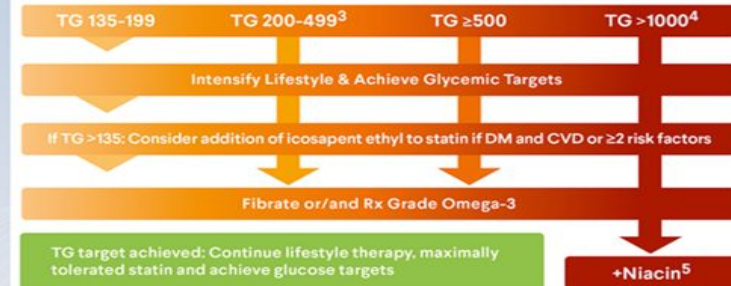 TG 135-199 TG 200-499³ TG ≥500 TG >1000⁴
Intensify Lifestyle & Achieve Glycemic Targets
If TG >135: Consider addition of icosapent ethyl to statin if DM and CVD or ≥2 risk factors
Fibrate or/and Rx Grade Omega-3
TG target achieved: Continue lifestyle therapy, maximally
tolerated statin and achieve glucose targets
+Niacin⁵